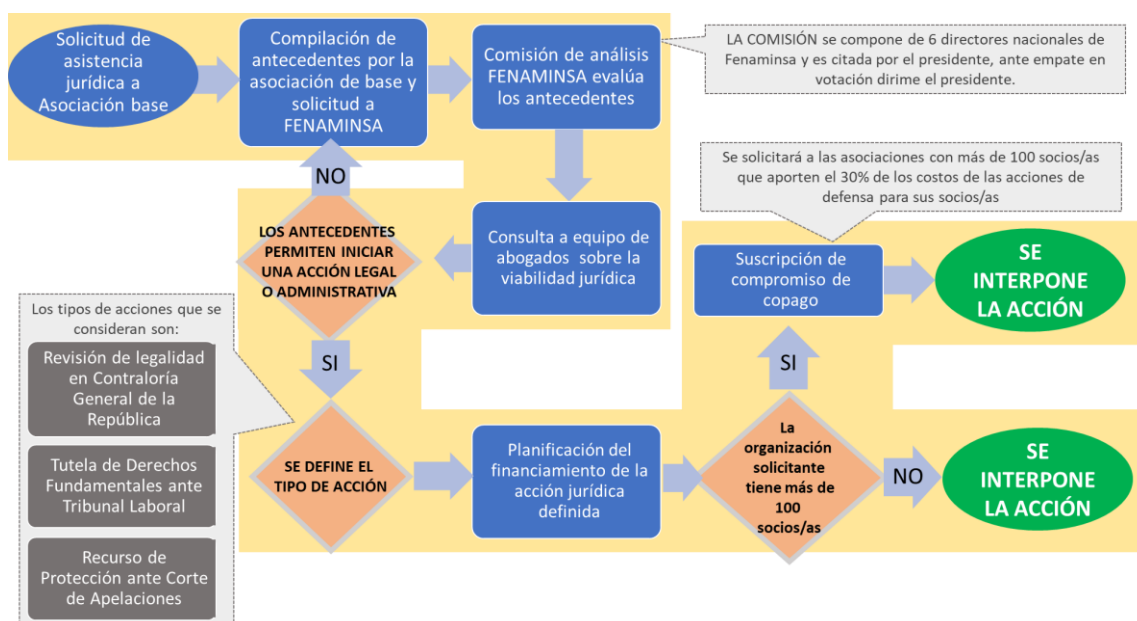 Solicitud de
asistencia
jurídica a
Asociación base
Compilación de
antecedentes por la
asociación de base y
solicitud a
FENAMINSA
Comisión de análisis
FENAMINSA evalúa
los antecedentes
LA COMISIÓN se compone de 6 directores nacionales de
Fenaminsa y es citada por el presidente, ante empate en
votación dirime el presidente.
NO
LOS ANTECEDENTES
PERMITEN INICIAR
UNA ACCIÓN LEGAL
O ADMINISTRATIVA
Consulta a equipo de
abogados sobre la
viabilidad jurídica
Se solicitará a las asociaciones con más de 100 socios/as
que aporten el 30% de los costos de las acciones de
defensa para sus socios/as
Suscripción de
compromiso de
copago
SE
INTERPONE
LA ACCIÓN
SI
SI
Los tipos de acciones que se
consideran son:
Revisión de legalidad
en Contraloría
General de la
República
Tutela de Derechos
Fundamentales ante
Tribunal Laboral
Recurso de
Protección ante Corte
de Apelaciones
SE DEFINE EL
TIPO DE ACCIÓN
Planificación del
financiamiento de la
acción jurídica
definida
La
organización
solicitante
tiene más de
100
socios/as
NO
SE
INTERPONE
LA ACCIÓN